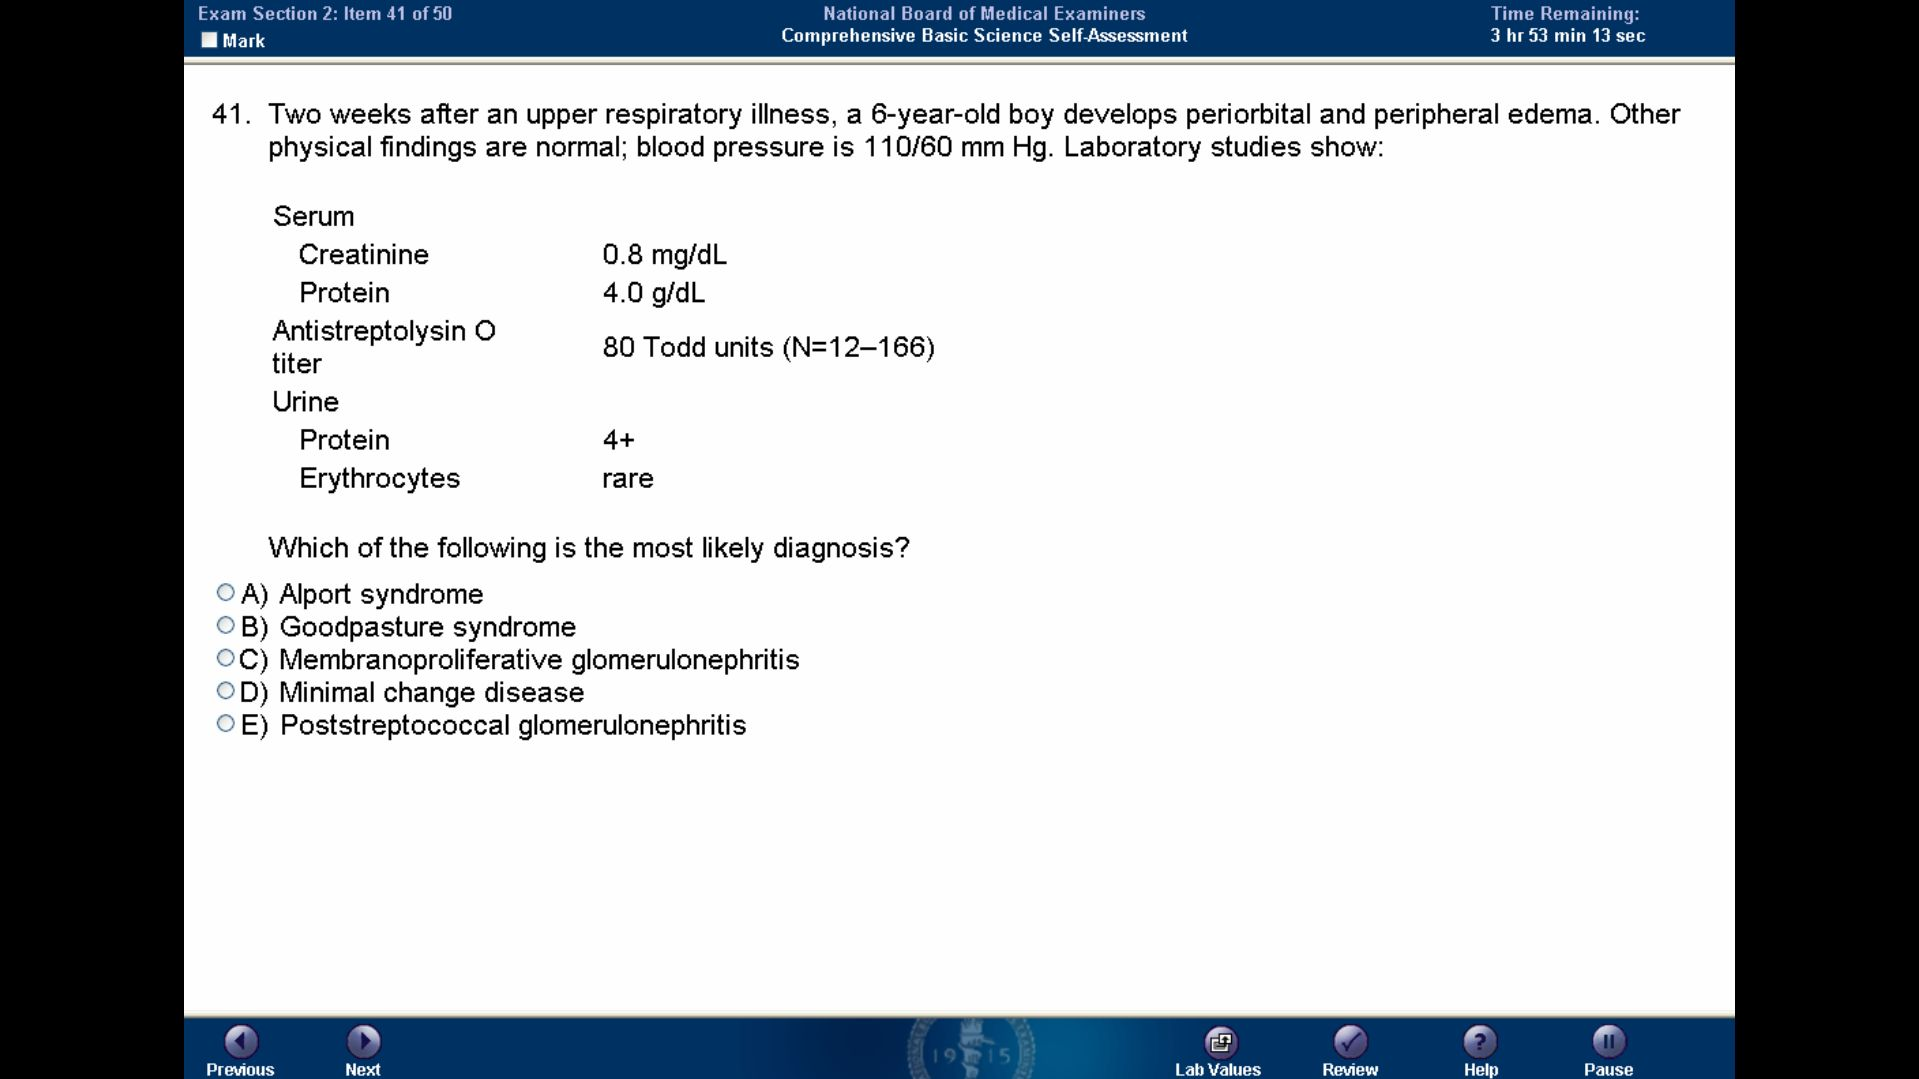 Exam Section 2: Item 41 of 50
National Board of Medical Examiners
Time Remaining:
Mark
Comprehensive Basic Science Self-Assessment
3 hr 53 min 13 sec
41. Two weeks after an upper respiratory illness, a 6-year-old boy develops periorbital and peripheral edema. Other
physical findings are normal; blood pressure is 110/60 mm Hg. Laboratory studies show:
Serum
Creatinine 0.8 mg/dL
Protein 4.0 g/dL
Antistreptolysin O
titer 80 Todd units (N=12–166)
Urine
Protein 4+
Erythrocytes rare
Which of the following is the most likely diagnosis?
A) Alport syndrome
B) Goodpasture syndrome
C) Membranoproliferative glomerulonephritis
D) Minimal change disease
E) Poststreptococcal glomerulonephritis
1915
Previous Next Lab Values Review Help Pause